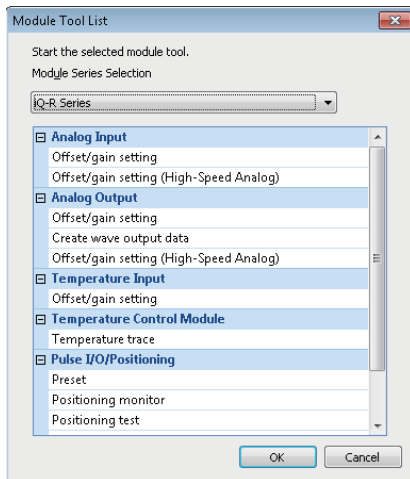 Module Tool List
Start the selected module tool.
Module Series Selection
iQ-R Series
Analog Input
Offset/gain setting
Offset/gain setting (High-Speed Analog)
Analog Output
Offset/gain setting
Create wave output data
Offset/gain setting (High-Speed Analog)
Temperature Input
Offset/gain setting
Temperature Control Module
Temperature trace
Pulse I/O/Positioning
Preset
Positioning monitor
Positioning test
OK Cancel